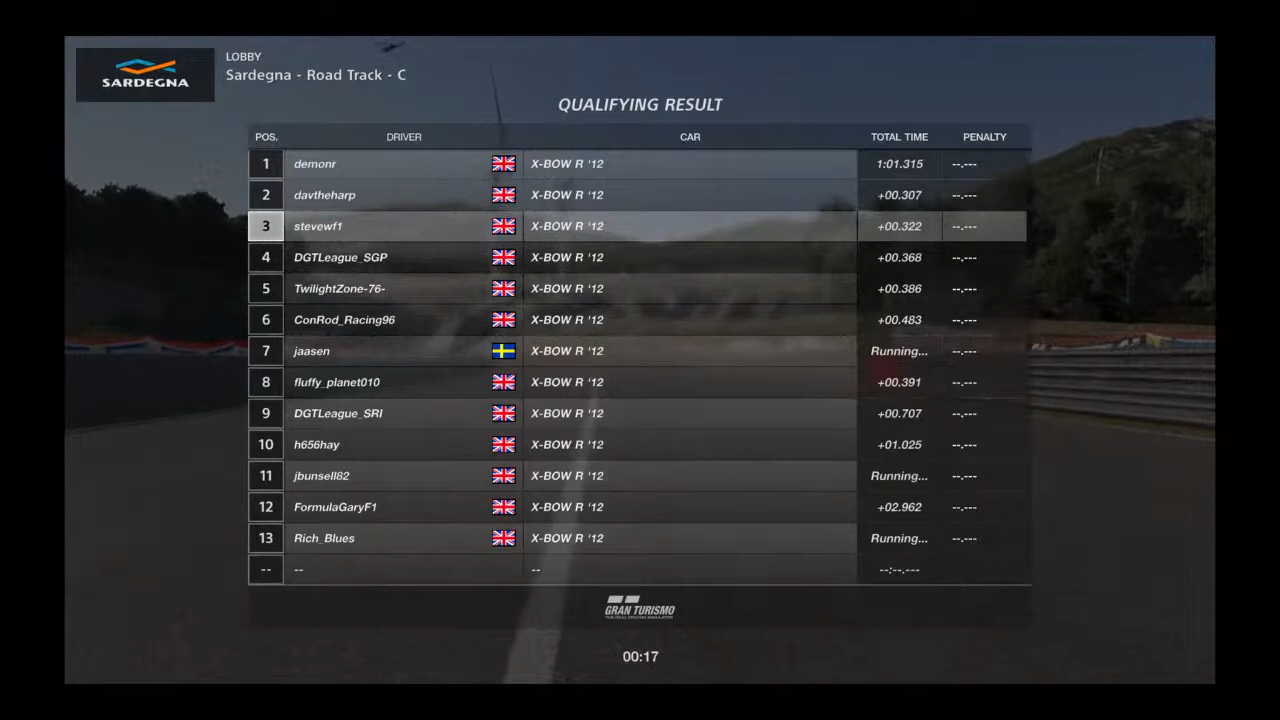 SARDEGNA
LOBBY
Sardegna - Road Track - C
QUALIFYING RESULT
POS. DRIVER CAR TOTAL TIME PENALTY
1 demonr X-BOW R '12 1:01.315 --.---
2 davtheharp X-BOW R '12 +00.307 --.---
3 stevewf1 X-BOW R '12 +00.322 --.---
4 DGTLeague_SGP X-BOW R '12 +00.368 --.---
5 TwilightZone-76- X-BOW R '12 +00.386 --.---
6 ConRod_Racing96 X-BOW R '12 +00.483 --.---
7 jaasen X-BOW R '12 Running... --.---
8 fluffy_planet010 X-BOW R '12 +00.391 --.---
9 DGTLeague_SRI X-BOW R '12 +00.707 --.---
10 h656hay X-BOW R '12 +01.025 --.---
11 jbunsell82 X-BOW R '12 Running... --.---
12 FormulaGaryF1 X-BOW R '12 +02.962 --.---
13 Rich_Blues X-BOW R '12 Running... --.---
-- -- -- --:--.---
GRAN TURISMO
THE REAL DRIVING SIMULATOR
00:17